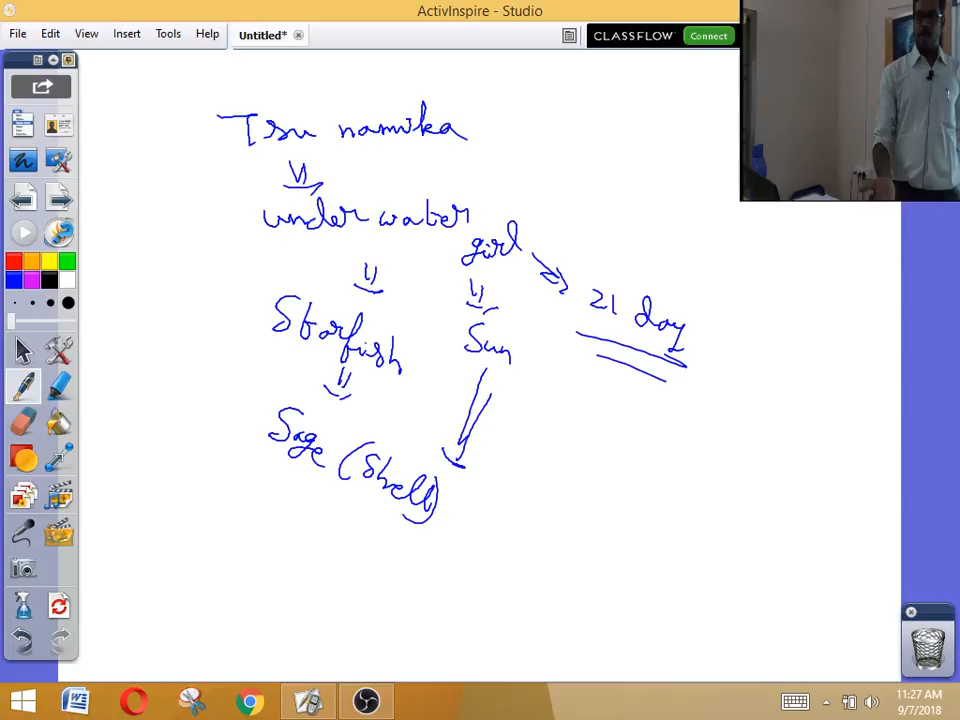 ActivInspire - Studio
File Edit View Insert Tools Help Untitled* CLASSFLOW Connect
Tsu namika
under water
girl
21 day
Starfish
Sun
Sage (Shell)
11:27 AM
9/7/2018